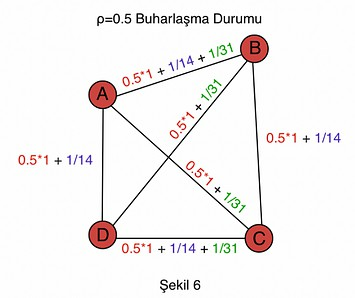 ρ=0.5 Buharlaşma Durumu
B
0.5*1 + 1/14 + 1/31
A
0.5*1 + 1/31
0.5*1 + 1/14
0.5*1 + 1/14
0.5*1 + 1/31
D
C
0.5*1 + 1/14 + 1/31
Şekil 6